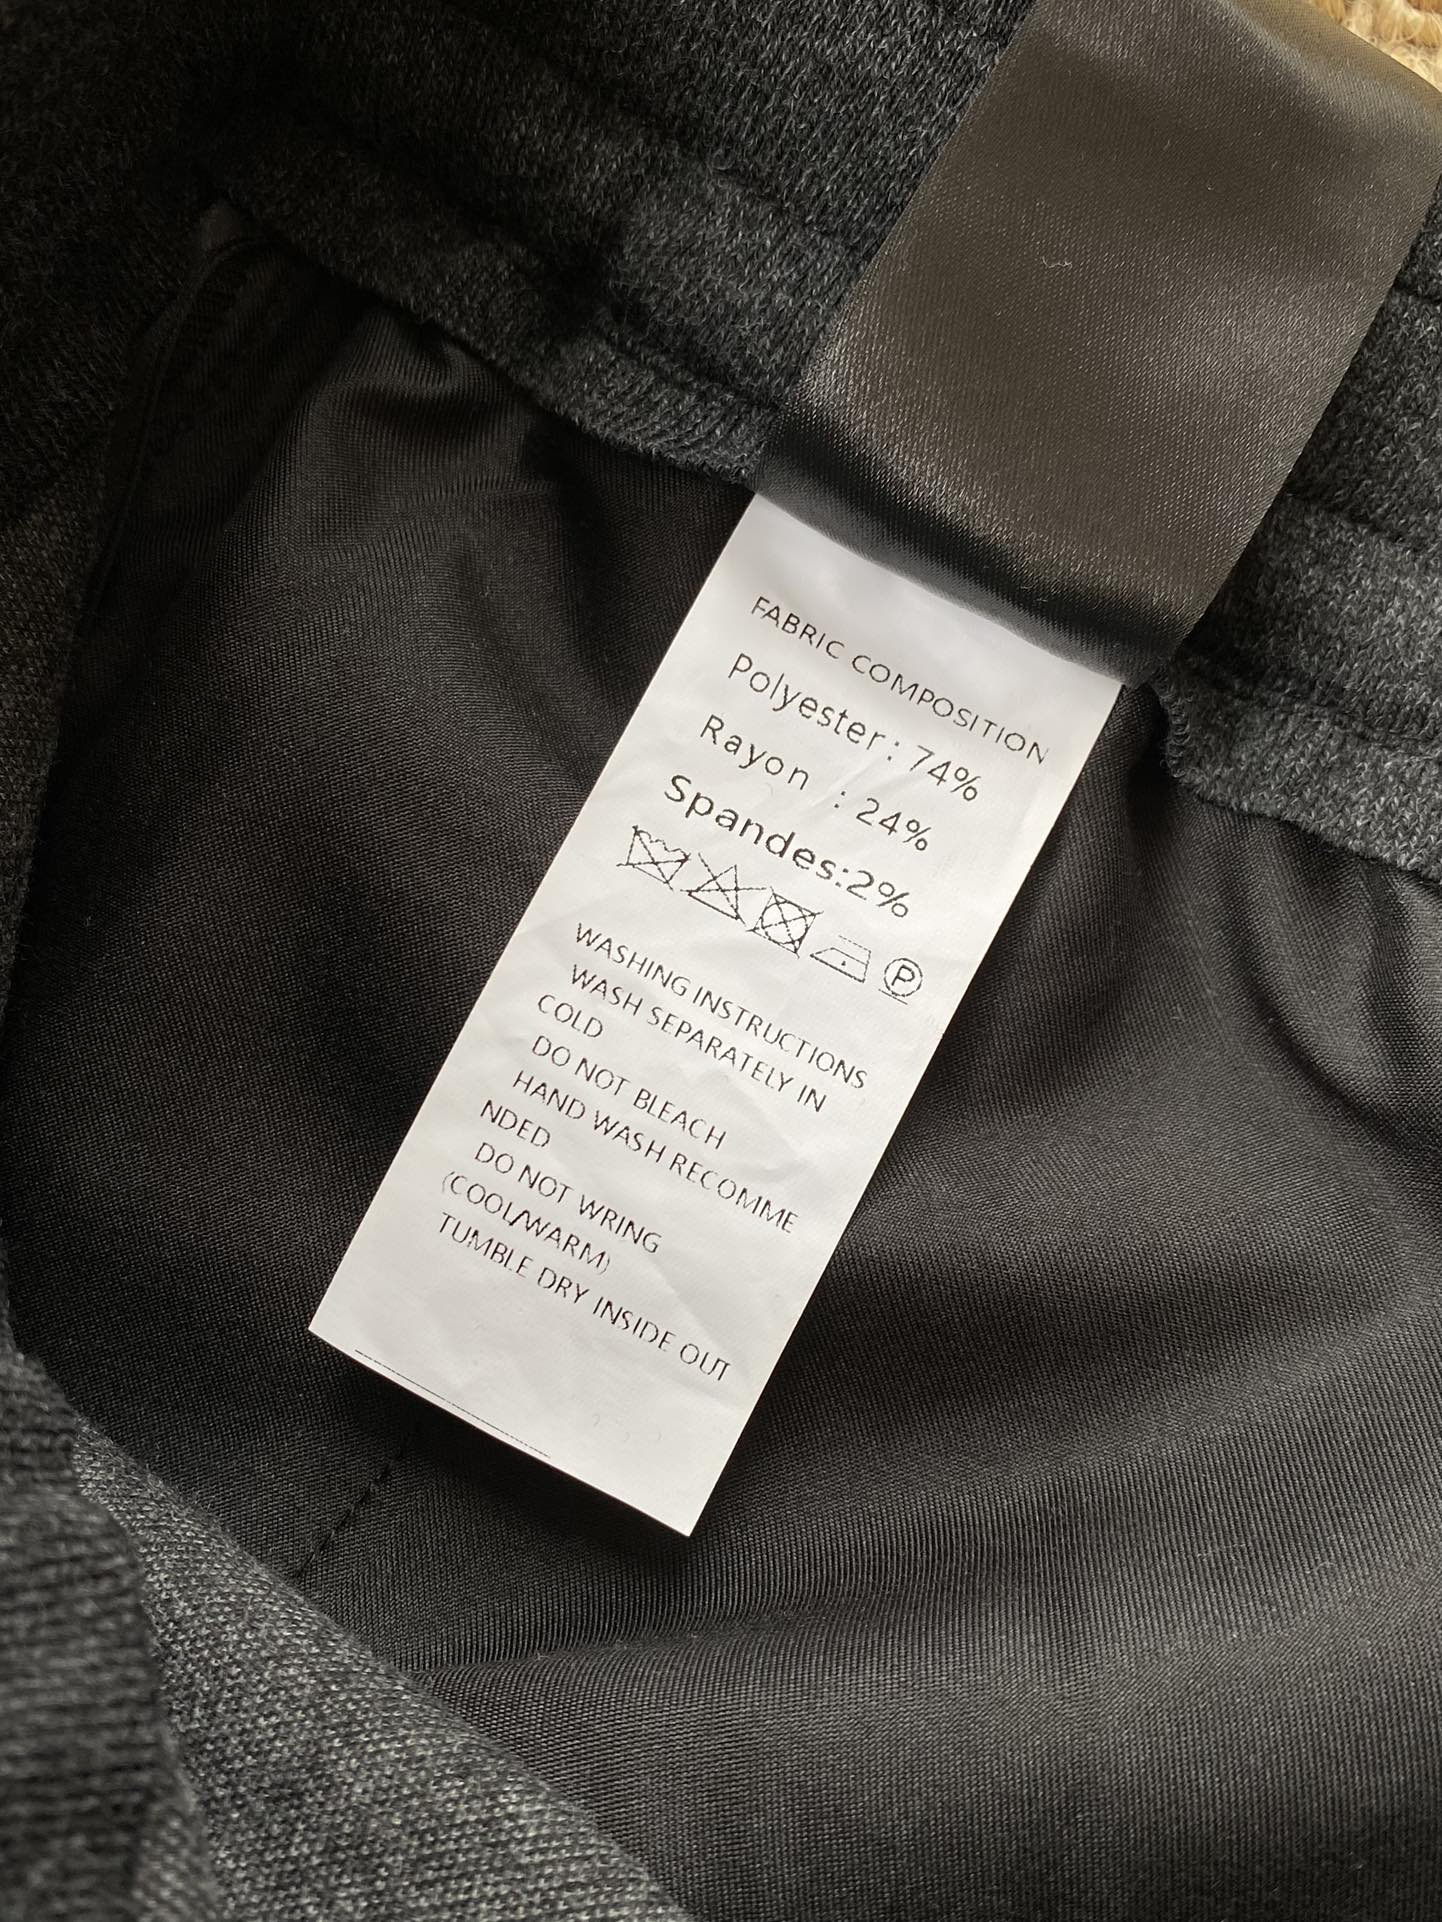 FABRIC COMPOSITION
Polyester: 74%
Rayon : 24%
Spandes:2%
P
WASHING INSTRUCTIONS
WASH SEPARATELY IN
COLD
DO NOT BLEACH
HAND WASH RECOMME
NDED
DO NOT WRING
(COOL/WARM)
TUMBLE DRY INSIDE OUT